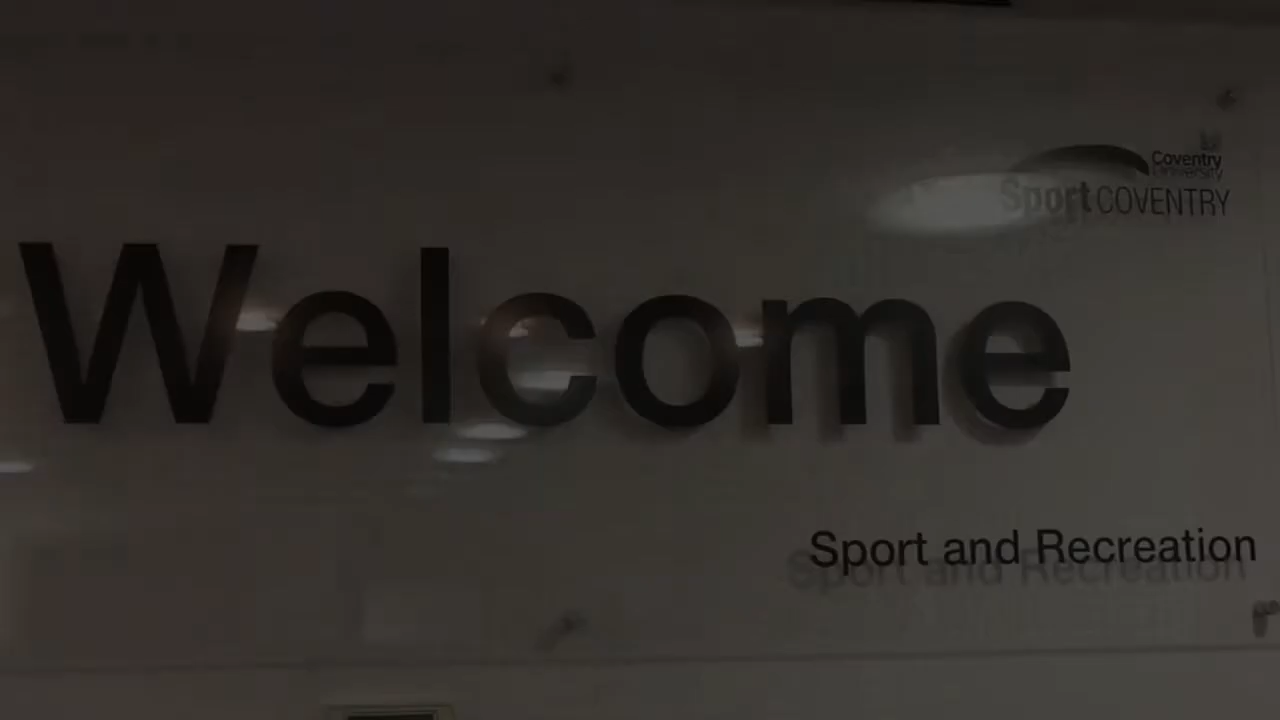 Coventry
University
Sport COVENTRY
Welcome
Sport and Recreation